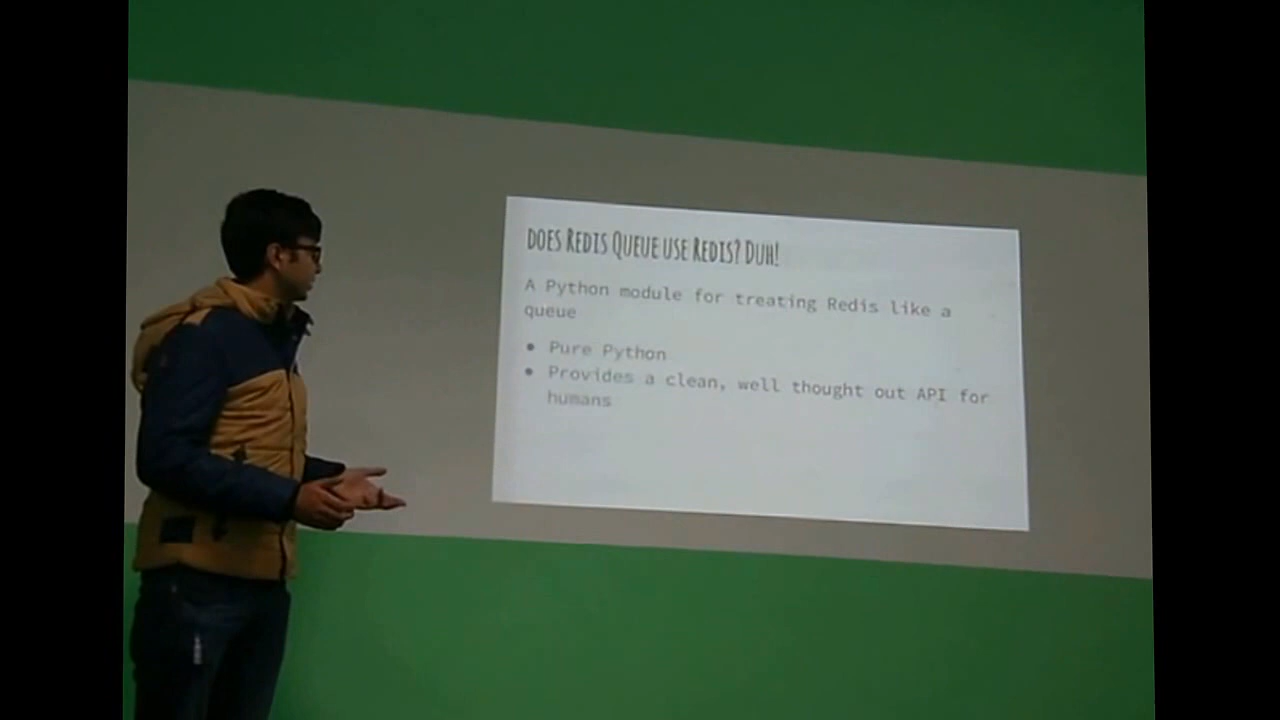 DOES REDIS QUEUE USE REDIS? DUH!
A Python module for treating Redis like a
queue
● Pure Python
● Provides a clean, well thought out API for
humans